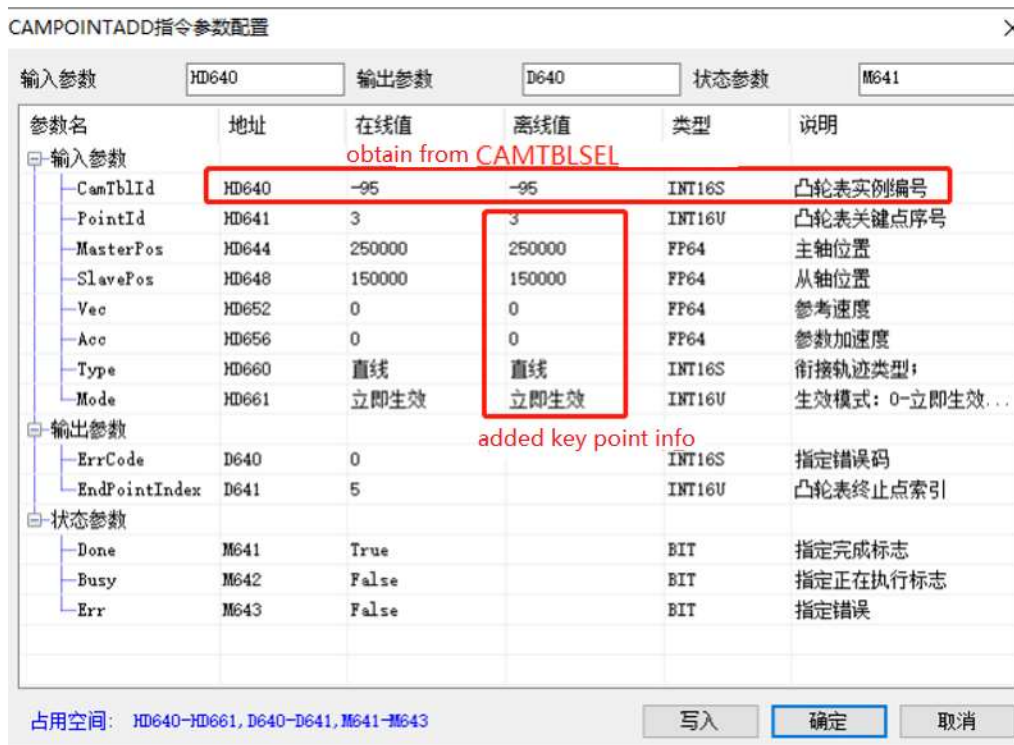 CAMPOINTADD指令参数配置
输入参数 HD640 输出参数 D640 状态参数 M641
参数名 地址 在线值 离线值 类型 说明
输入参数 obtain from CAMTBLSEL
CamTblId HD640 -95 -95 INT16S 凸轮表实例编号
PointId HD641 3 3 INT16U 凸轮表关键点序号
MasterPos HD644 250000 250000 FP64 主轴位置
SlavePos HD648 150000 150000 FP64 从轴位置
Vec HD652 0 0 FP64 参考速度
Acc HD656 0 0 FP64 参数加速度
Type HD660 直线 直线 INT16S 衔接轨迹类型;
Mode HD661 立即生效 立即生效 INT16U 生效模式: 0-立即生效...
输出参数 added key point info
ErrCode D640 0 INT16S 指定错误码
EndPointIndex D641 5 INT16U 凸轮表终止点索引
状态参数
Done M641 True BIT 指定完成标志
Busy M642 False BIT 指定正在执行标志
Err M643 False BIT 指定错误
占用空间: HD640-HD661,D640-D641,M641-M643 写入 确定 取消